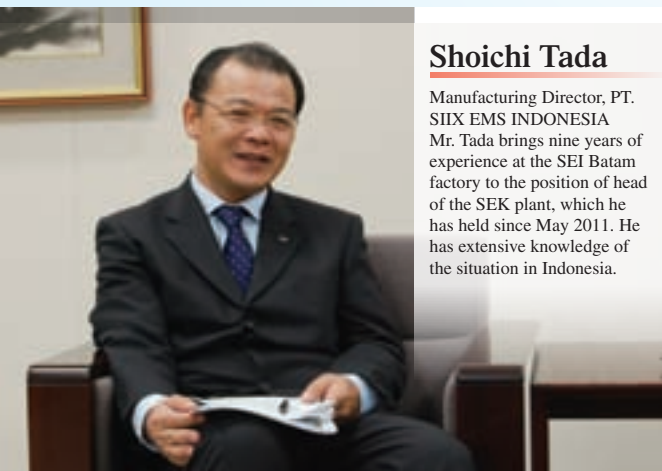 Shoichi Tada
Manufacturing Director, PT.
SIIX EMS INDONESIA
Mr. Tada brings nine years of
experience at the SEI Batam
factory to the position of head
of the SEK plant, which he
has held since May 2011. He
has extensive knowledge of
the situation in Indonesia.